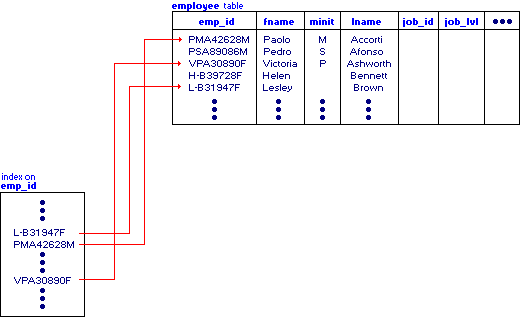 employee table
emp_id fname minit lname job_id job_lvl •••
PMA42628M Paolo M Accorti
PSA89086M Pedro S Afonso
VPA30890F Victoria P Ashworth
H-B39728F Helen Bennett
L-B31947F Lesley Brown
index on
emp_id
L-B31947F
PMA42628M
VPA30890F